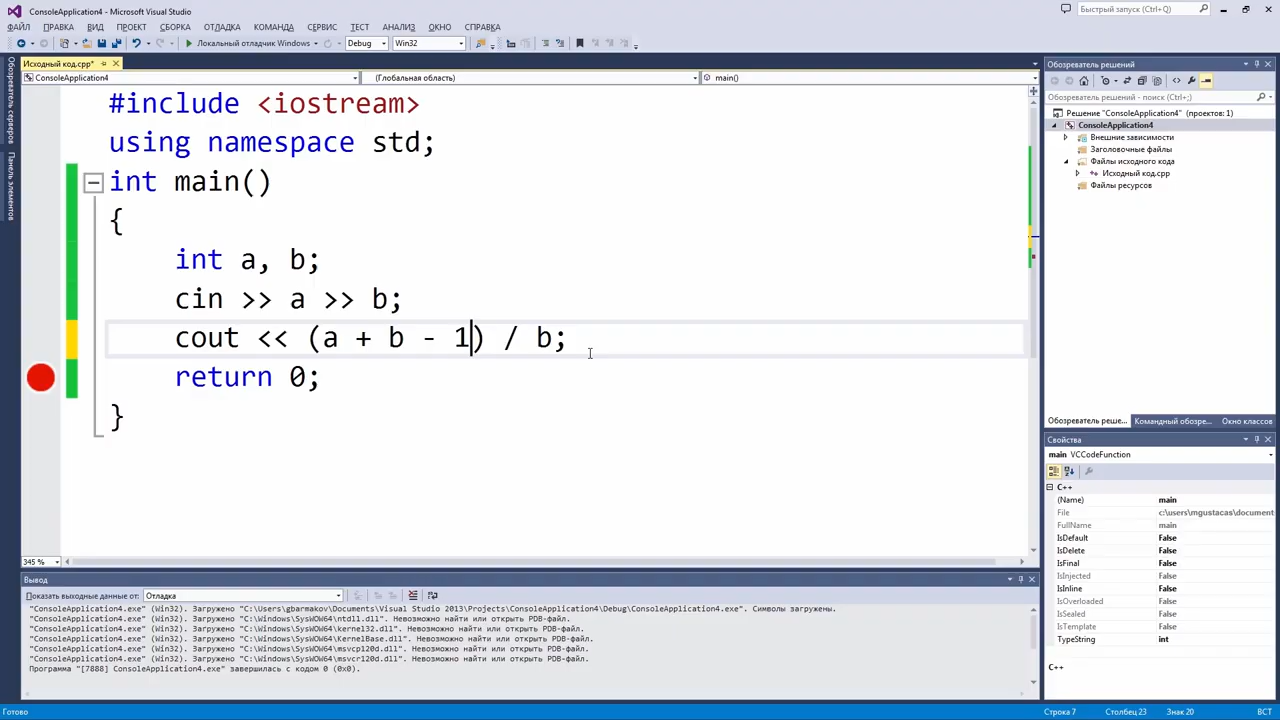 ConsoleApplication4 - Microsoft Visual Studio
Быстрый запуск (Ctrl+Q)
ФАЙЛ ПРАВКА ВИД ПРОЕКТ СБОРКА ОТЛАДКА КОМАНДА СЕРВИС ТЕСТ АНАЛИЗ ОКНО СПРАВКА
Локальный отладчик Windows Debug Win32
Обозреватель серверов
Панель элементов
Исходный код.cpp*
ConsoleApplication4 (Глобальная область) main()
#include <iostream>
using namespace std;
int main()
{
int a, b;
cin >> a >> b;
cout << (a + b - 1) / b;
return 0;
}
345 %
Обозреватель решений
Обозреватель решений - поиск (Ctrl+;)
Решение "ConsoleApplication4" (проектов: 1)
ConsoleApplication4
Внешние зависимости
Заголовочные файлы
Файлы исходного кода
Исходный код.cpp
Файлы ресурсов
Обозреватель реше... Командный обозре... Окно классов
Свойства
main VCCodeFunction
C++
(Name) main
File c:\users\mgustacas\document
FullName main
IsDefault False
IsDelete False
IsFinal False
IsInjected False
IsInline False
IsOverloaded False
IsSealed False
IsTemplate False
TypeString int
C++
Вывод
Показать выходные данные от: Отладка
"ConsoleApplication4.exe" (Win32). Загружено "C:\Users\gbarmakov\Documents\Visual Studio 2013\Projects\ConsoleApplication4\Debug\ConsoleApplication4.exe". Символы загружены.
"ConsoleApplication4.exe" (Win32). Загружено "C:\Windows\SysWOW64\ntdll.dll". Невозможно найти или открыть PDB-файл.
"ConsoleApplication4.exe" (Win32). Загружено "C:\Windows\SysWOW64\kernel32.dll". Невозможно найти или открыть PDB-файл.
"ConsoleApplication4.exe" (Win32). Загружено "C:\Windows\SysWOW64\KernelBase.dll". Невозможно найти или открыть PDB-файл.
"ConsoleApplication4.exe" (Win32). Загружено "C:\Windows\SysWOW64\msvcp120d.dll". Невозможно найти или открыть PDB-файл.
"ConsoleApplication4.exe" (Win32). Загружено "C:\Windows\SysWOW64\msvcr120d.dll". Невозможно найти или открыть PDB-файл.
Программа "[7888] ConsoleApplication4.exe" завершилась с кодом 0 (0x0).
Готово Строка 7 Столбец 23 Знак 20 ВСТ